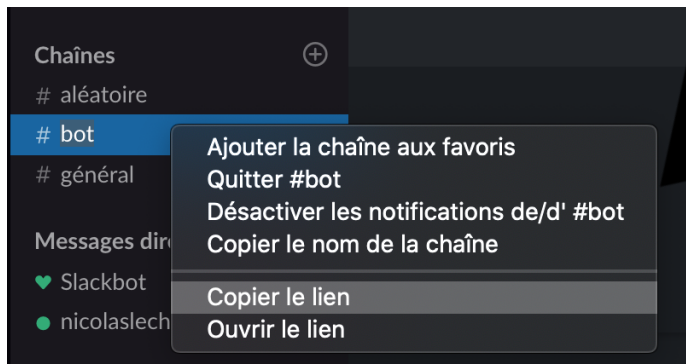 Chaînes
# aléatoire
# bot
# général
Messages
Slackbot
nicolaslech
Ajouter la chaîne aux favoris
Quitter #bot
Désactiver les notifications de/d' #bot
Copier le nom de la chaîne
Copier le lien
Ouvrir le lien